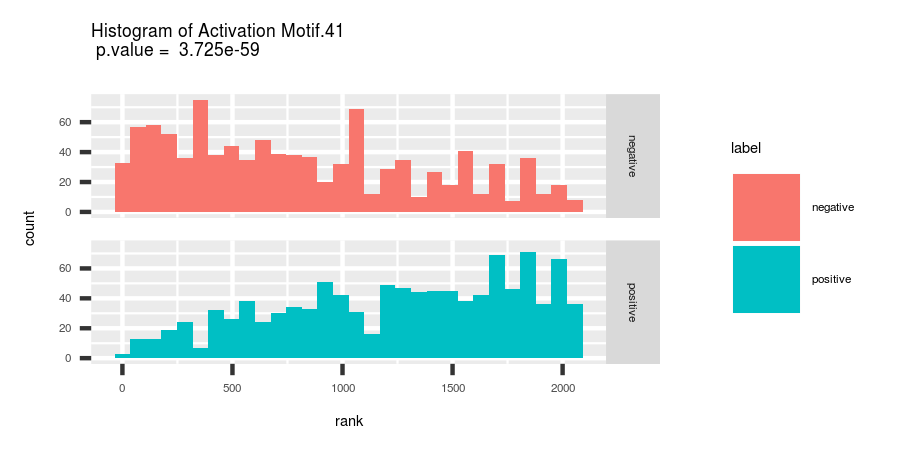 Histogram of Activation Motif.41
p.value = 3.725e-59
60
40
20
0
negative
60
40
20
0
positive
0 500 1000 1500 2000
rank
count
label
negative
positive